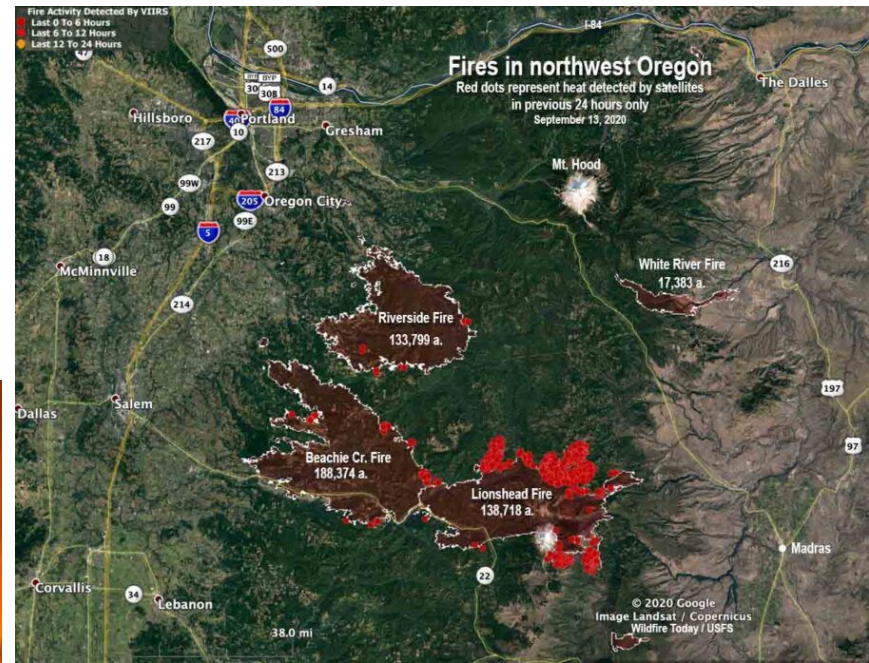 Fire Activity Detected By VIIRS
Last 0 To 6 Hours
Last 6 To 12 Hours
Last 12 To 24 Hours
47
500
I-84
Fires in northwest Oregon
Red dots represent heat detected by satellites
in previous 24 hours only
September 13, 2020
BYP
30B
14
The Dalles
Hillsboro
Portland
84
Gresham
10
217
213
Mt. Hood
99W
205
Oregon City
99
99E
5
18
McMinnville
216
White River Fire
17,383 a.
214
Riverside Fire
133,799 a.
197
Dallas
Salem
97
Beachie Cr. Fire
188,374 a.
Lionshead Fire
138,718 a.
Madras
22
Corvallis
34
Lebanon
© 2020 Google
Image Landsat / Copernicus
Wildfire Today / USFS
38.0 mi